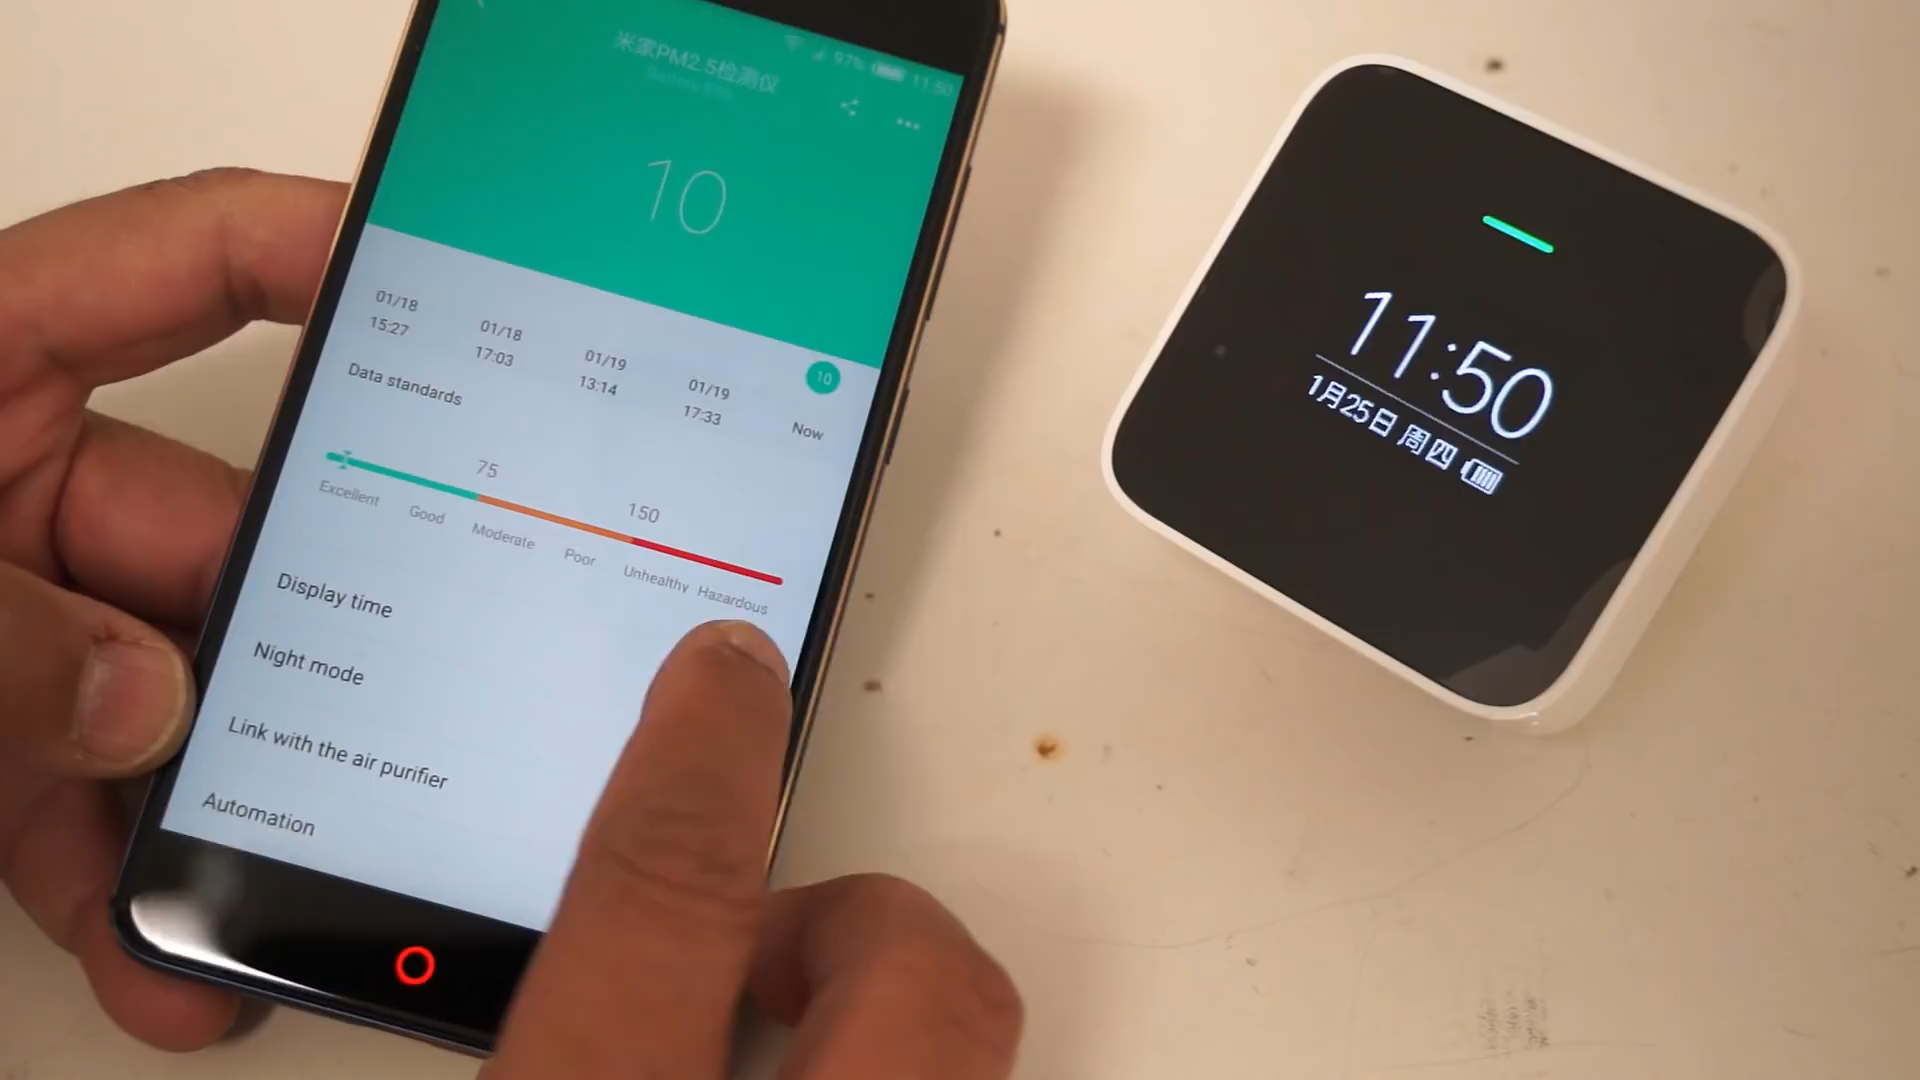 97% 11:50
米家PM2.5检测仪
10
01/18
15:27
01/18
17:03
01/19
13:14
01/19
17:33
10
Now
Data standards
75
150
Excellent
Good
Moderate
Poor
Unhealthy
Hazardous
Display time
Night mode
Link with the air purifier
Automation
11:50
1月25日 周四